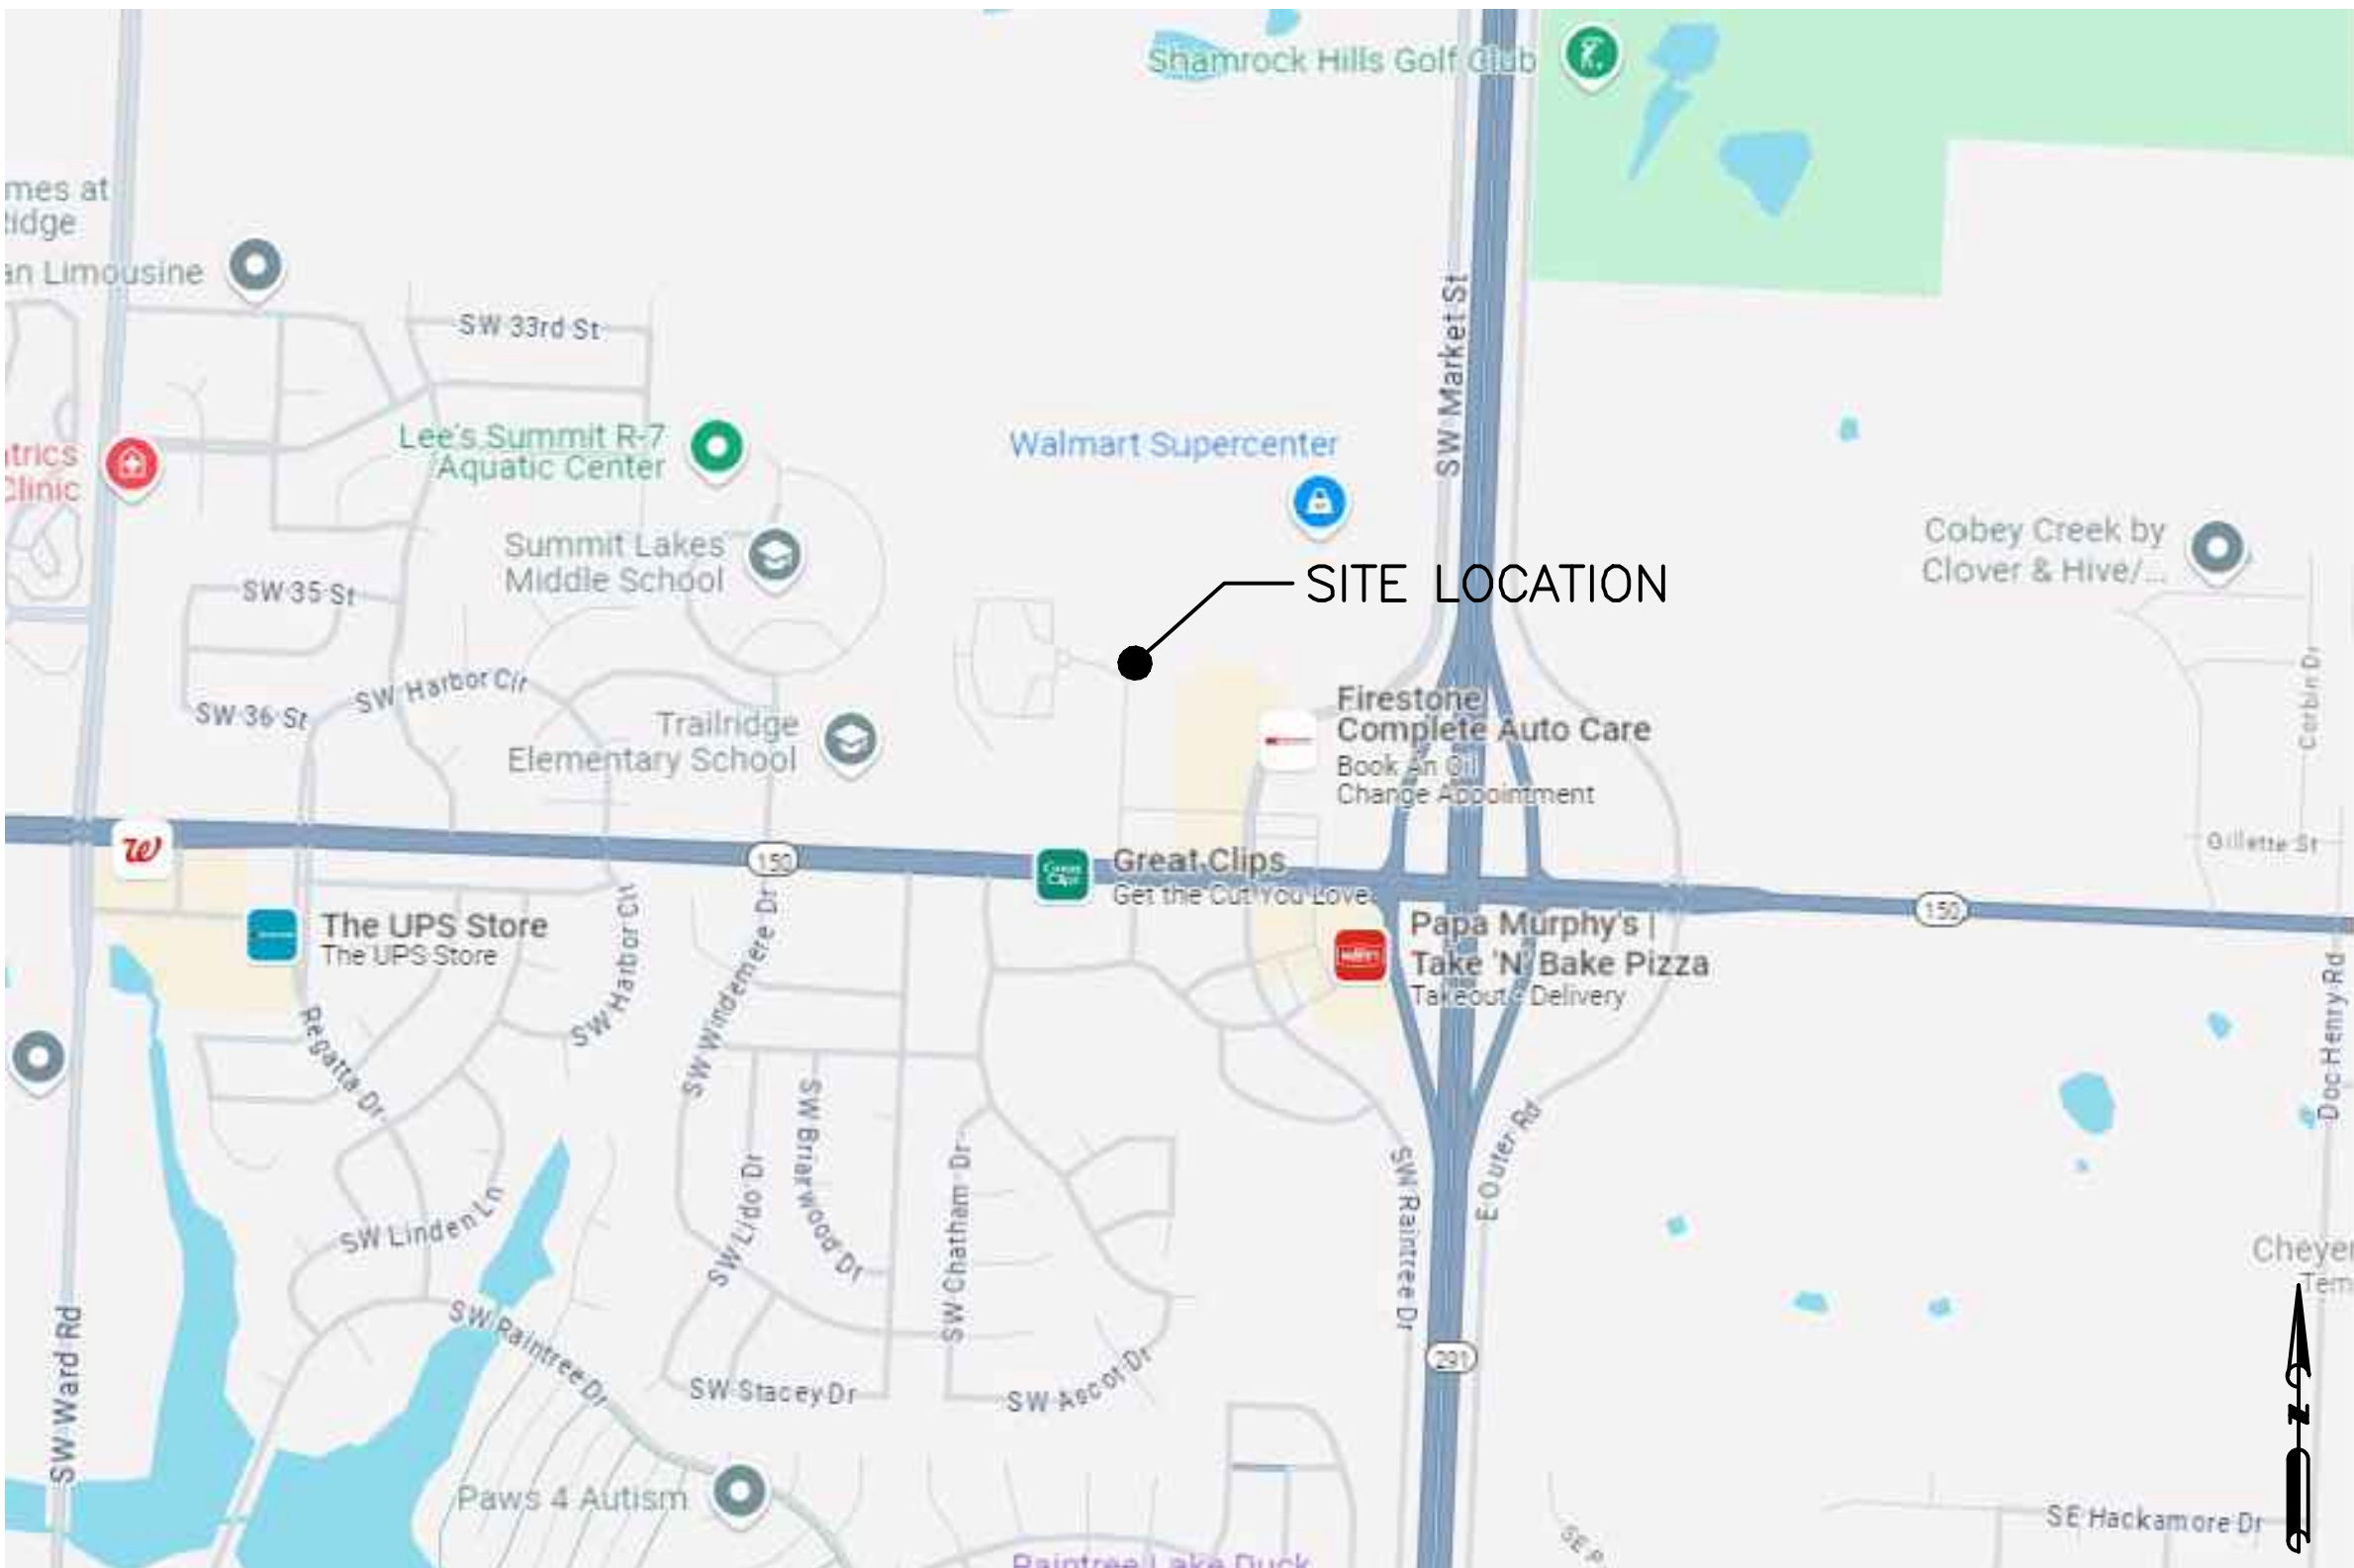 Shamrock Hills Golf Club
mes at
idge
an Limousine
SW 33rd St
SW Market St
Lee's Summit R-7
Aquatic Center
Walmart Supercenter
trics
Clinic
Summit Lakes
Middle School
Cobey Creek by
Clover & Hive/...
SITE LOCATION
SW 35 St
SW Harbor Cir
SW 36 St
Trailridge
Elementary School
Firestone
Complete Auto Care
Book An Oil
Change Appointment
Corbin Dr
Gillette St
W
150
Great Clips
Get the Cut You Love
150
The UPS Store
The UPS Store
Papa Murphy's |
Take 'N' Bake Pizza
Takeout - Delivery
SW Harbor Cir
SW Windemere Dr
Regatta Dr
Doc Henry Rd
SW Lido Dr
SW Briarwood Dr
SW Chatham Dr
SW Raintree Dr
E Outer Rd
SW Linden Ln
Cheyen
Tem
SW Raintree Dr
SW Ward Rd
291
SW Stacey Dr
SW Ascot Dr
N
Paws 4 Autism
SE Hackamore Dr
Raintree Lake Duck